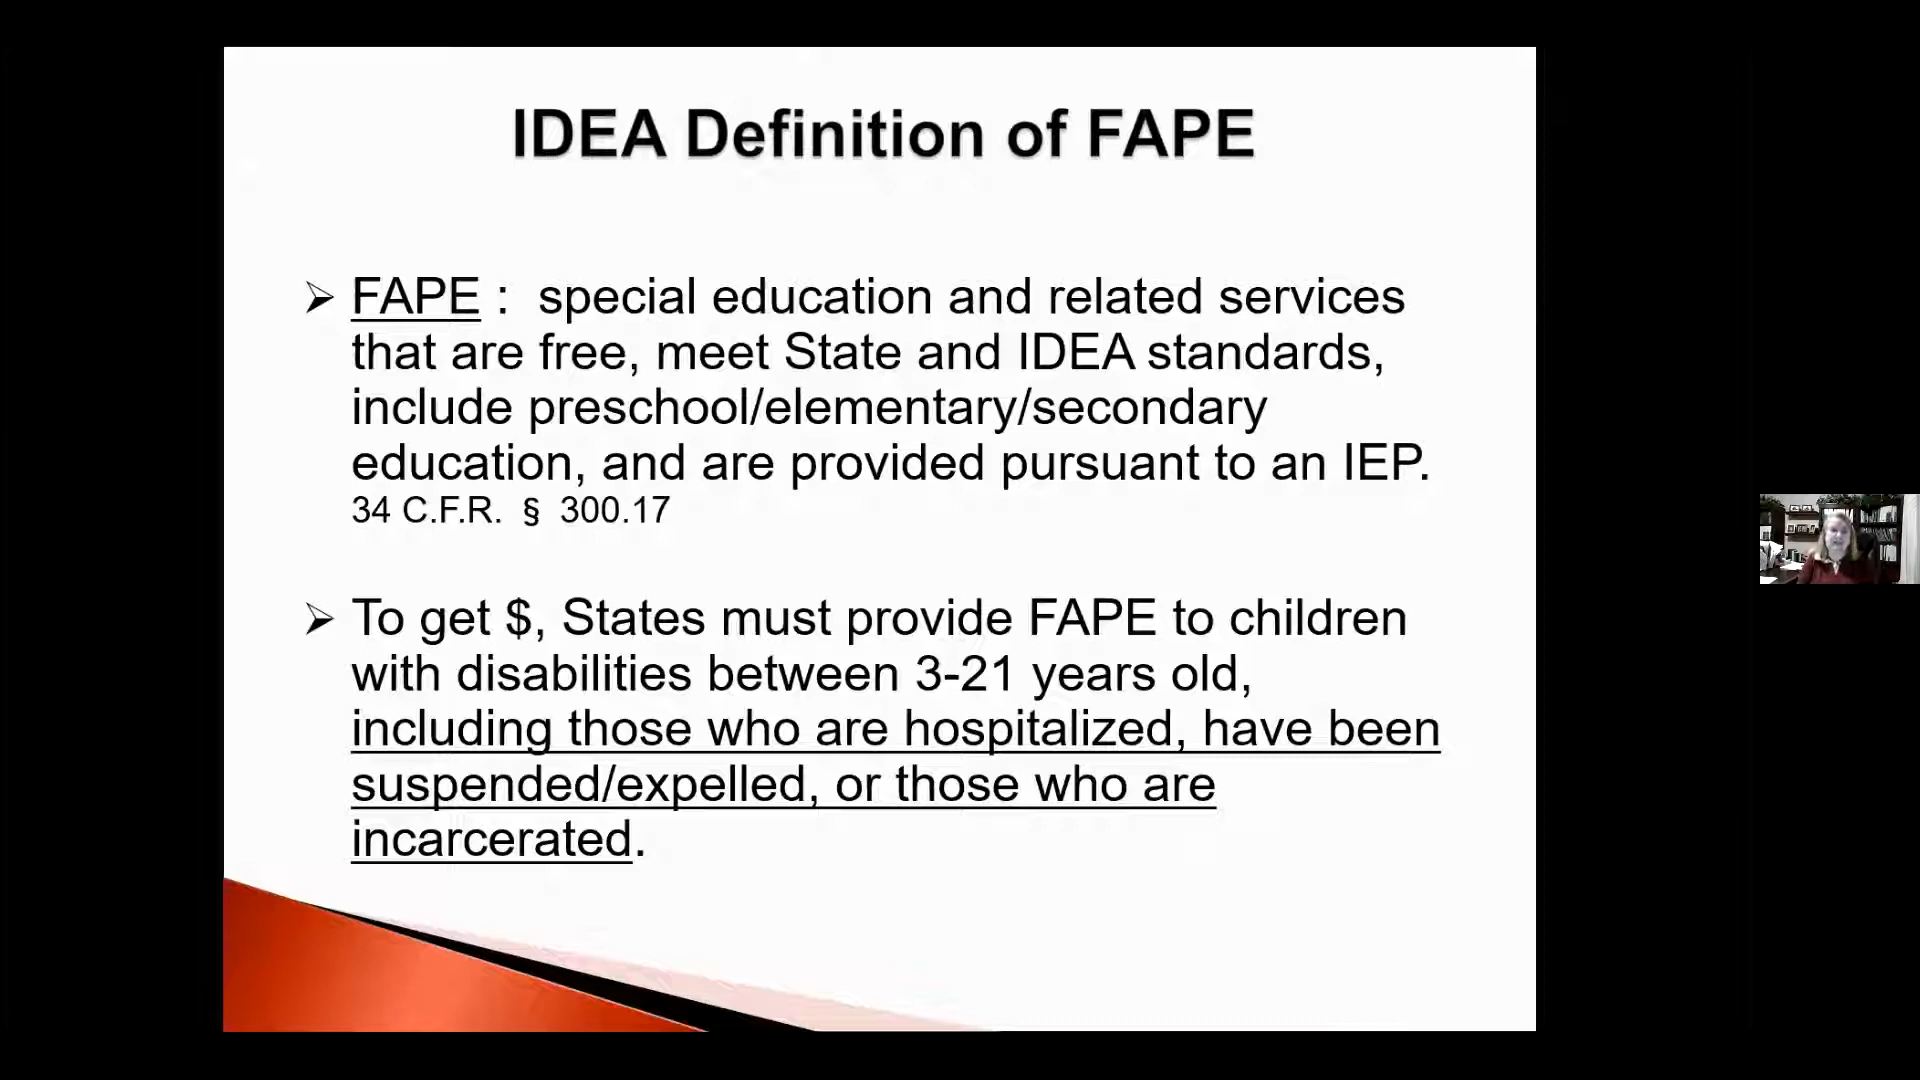 IDEA Definition of FAPE
➢ FAPE : special education and related services
that are free, meet State and IDEA standards,
include preschool/elementary/secondary
education, and are provided pursuant to an IEP.
34 C.F.R. § 300.17
➢ To get $, States must provide FAPE to children
with disabilities between 3-21 years old,
including those who are hospitalized, have been
suspended/expelled, or those who are
incarcerated.